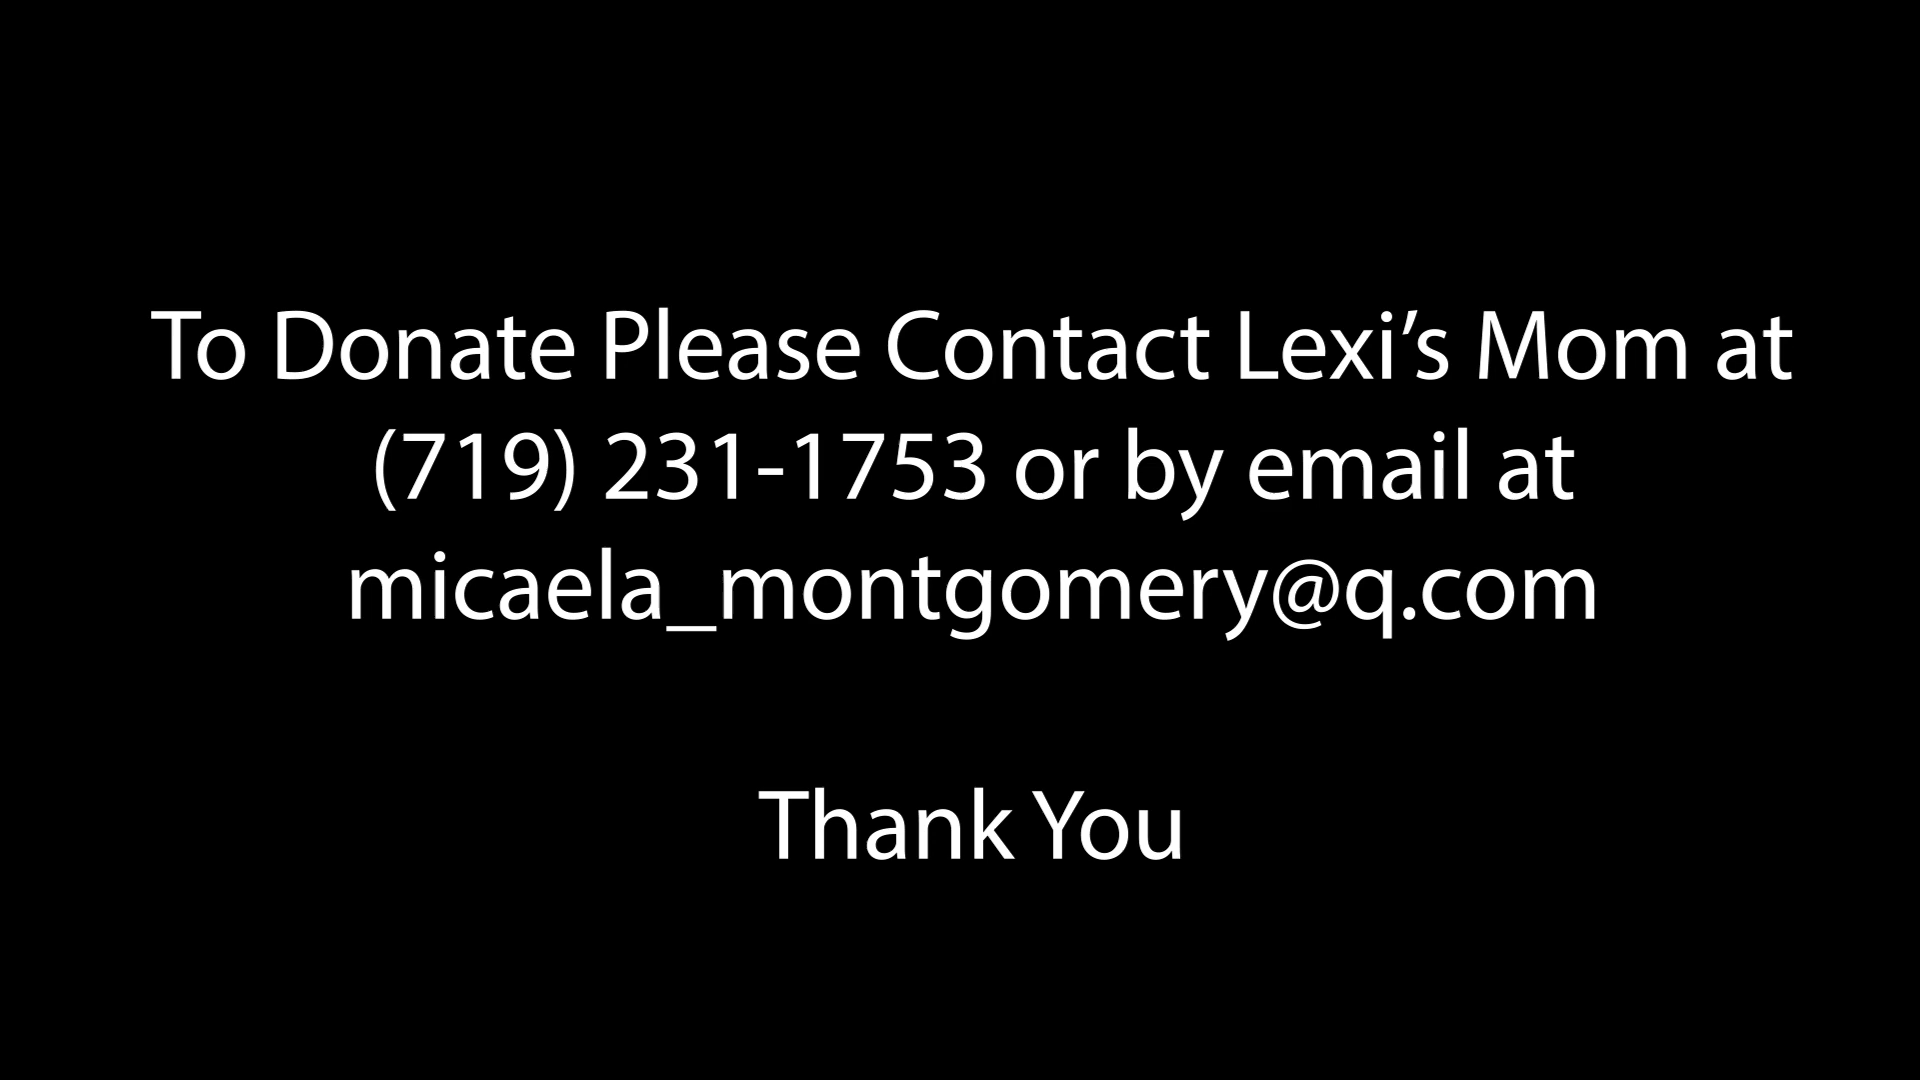 To Donate Please Contact Lexi’s Mom at
(719) 231-1753 or by email at
micaela_montgomery@q.com
Thank You